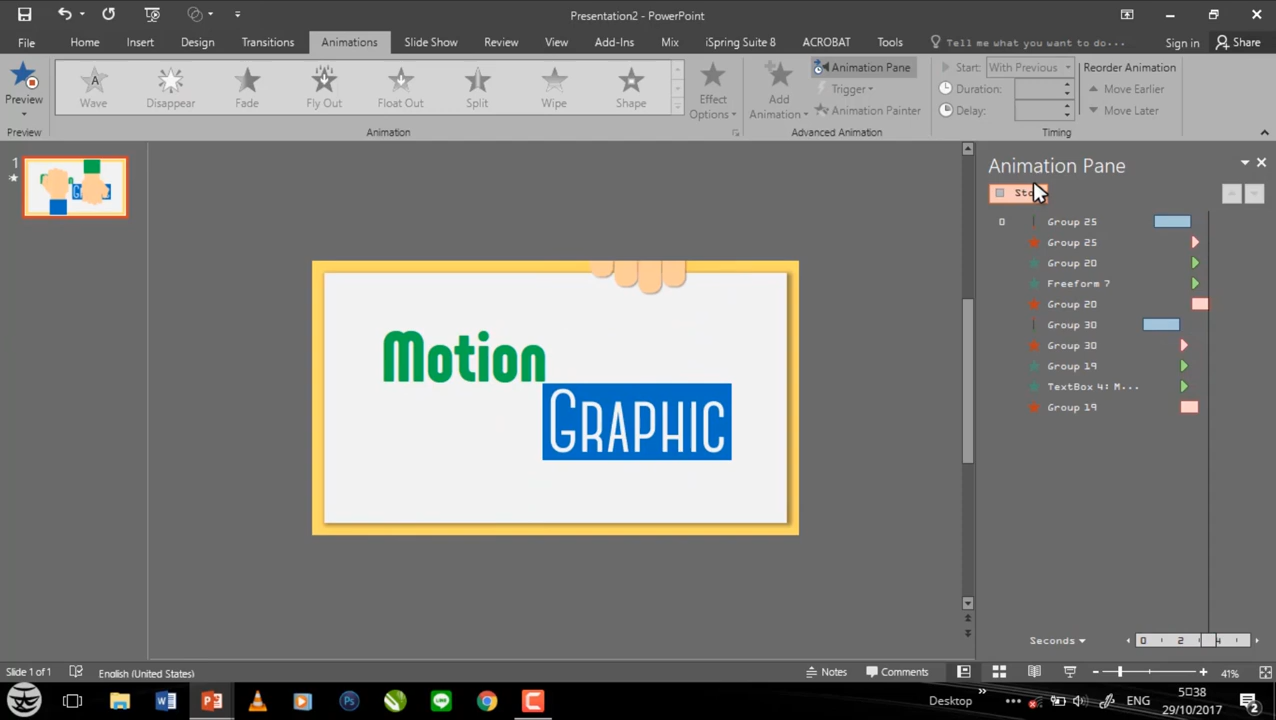 Presentation2 - PowerPoint
File Home Insert Design Transitions Animations Slide Show Review View Add-Ins Mix iSpring Suite 8 ACROBAT Tools Tell me what you want to do... Sign in Share
Preview
Wave Disappear Fade Fly Out Float Out Split Wipe Shape
Effect Options
Add Animation
Animation Pane
Trigger
Animation Painter
Start: With Previous
Duration:
Delay:
Reorder Animation
Move Earlier
Move Later
Preview Animation Advanced Animation Timing
1
Animation Pane
Group 25
0
Group 25
Group 20
Freeform 7
Group 20
Group 30
Group 30
Group 19
TextBox 4: M...
Group 19
Motion
GRAPHIC
Seconds 0 2 4
Slide 1 of 1 English (United States) Notes Comments 41%
Desktop ENG 5:38
29/10/2017
2